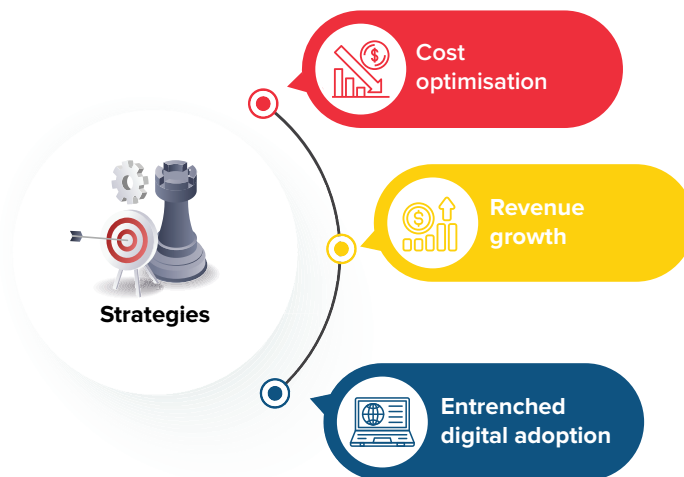 Cost
optimisation
Revenue
growth
Strategies
Entrenched
digital adoption